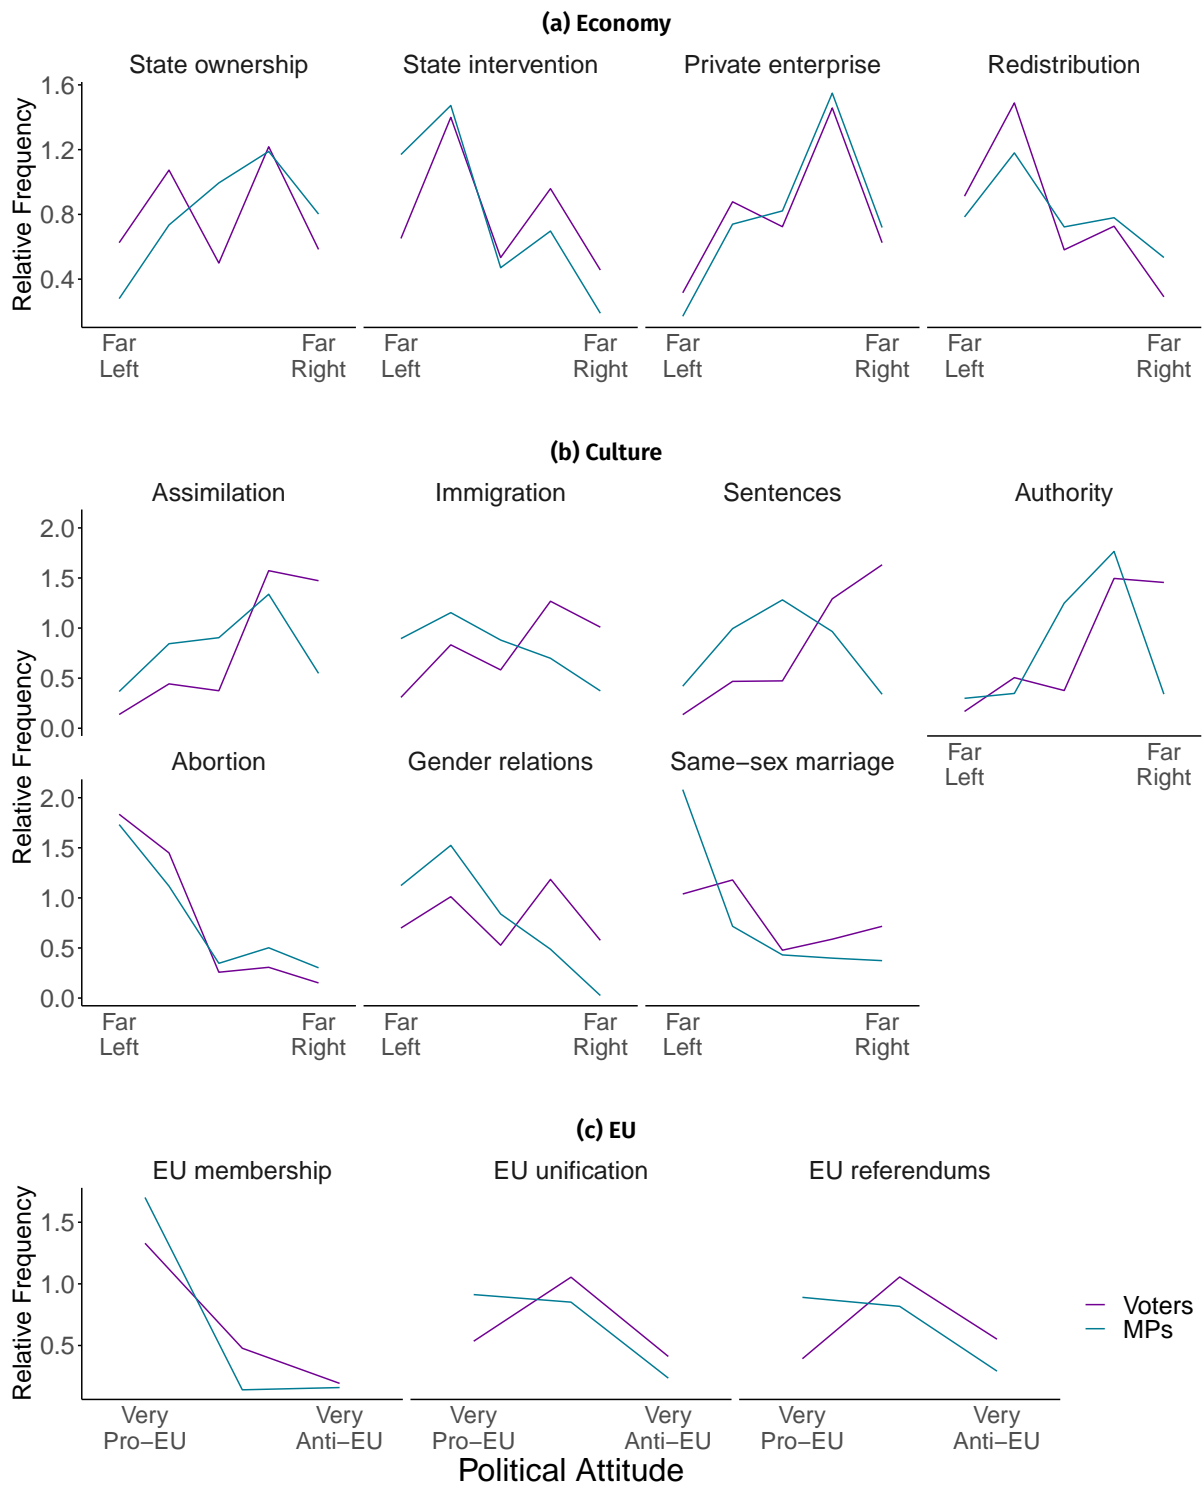 (a) Economy
State ownership
State intervention
Private enterprise
Redistribution
Relative Frequency
1.6
1.2
0.8
0.4
Far
Left
Far
Right
Far
Left
Far
Right
Far
Left
Far
Right
Far
Left
Far
Right
(b) Culture
Assimilation
Immigration
Sentences
Authority
Relative Frequency
2.0
1.5
1.0
0.5
0.0
Far
Left
Far
Right
Abortion
Gender relations
Same−sex marriage
Relative Frequency
2.0
1.5
1.0
0.5
0.0
Far
Left
Far
Right
Far
Left
Far
Right
Far
Left
Far
Right
(c) EU
EU membership
EU unification
EU referendums
Relative Frequency
1.5
1.0
0.5
Voters
MPs
Very
Pro−EU
Very
Anti−EU
Very
Pro−EU
Very
Anti−EU
Very
Pro−EU
Very
Anti−EU
Political Attitude